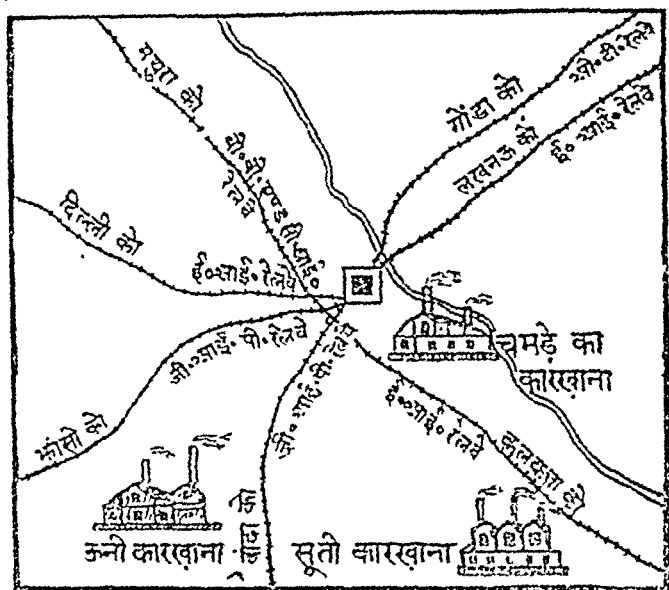 मथुरा को
बी॰ बी॰ एण्ड सी॰ आई॰
रेलवे
गोंडा को
ओ॰ टी॰ रेलवे
लखनऊ को
ई॰ आई॰ रेलवे
दिल्ली को
ई॰ आई॰ रेलवे
जी॰ आई॰ पी॰ रेलवे
झांसी को
जी॰ आई॰ पी॰ रेलवे
चमड़े का
कारख़ाना
ई॰ आई॰ रेलवे
कलकत्ता को
ऊनी कारख़ाना
सूती कारख़ाना